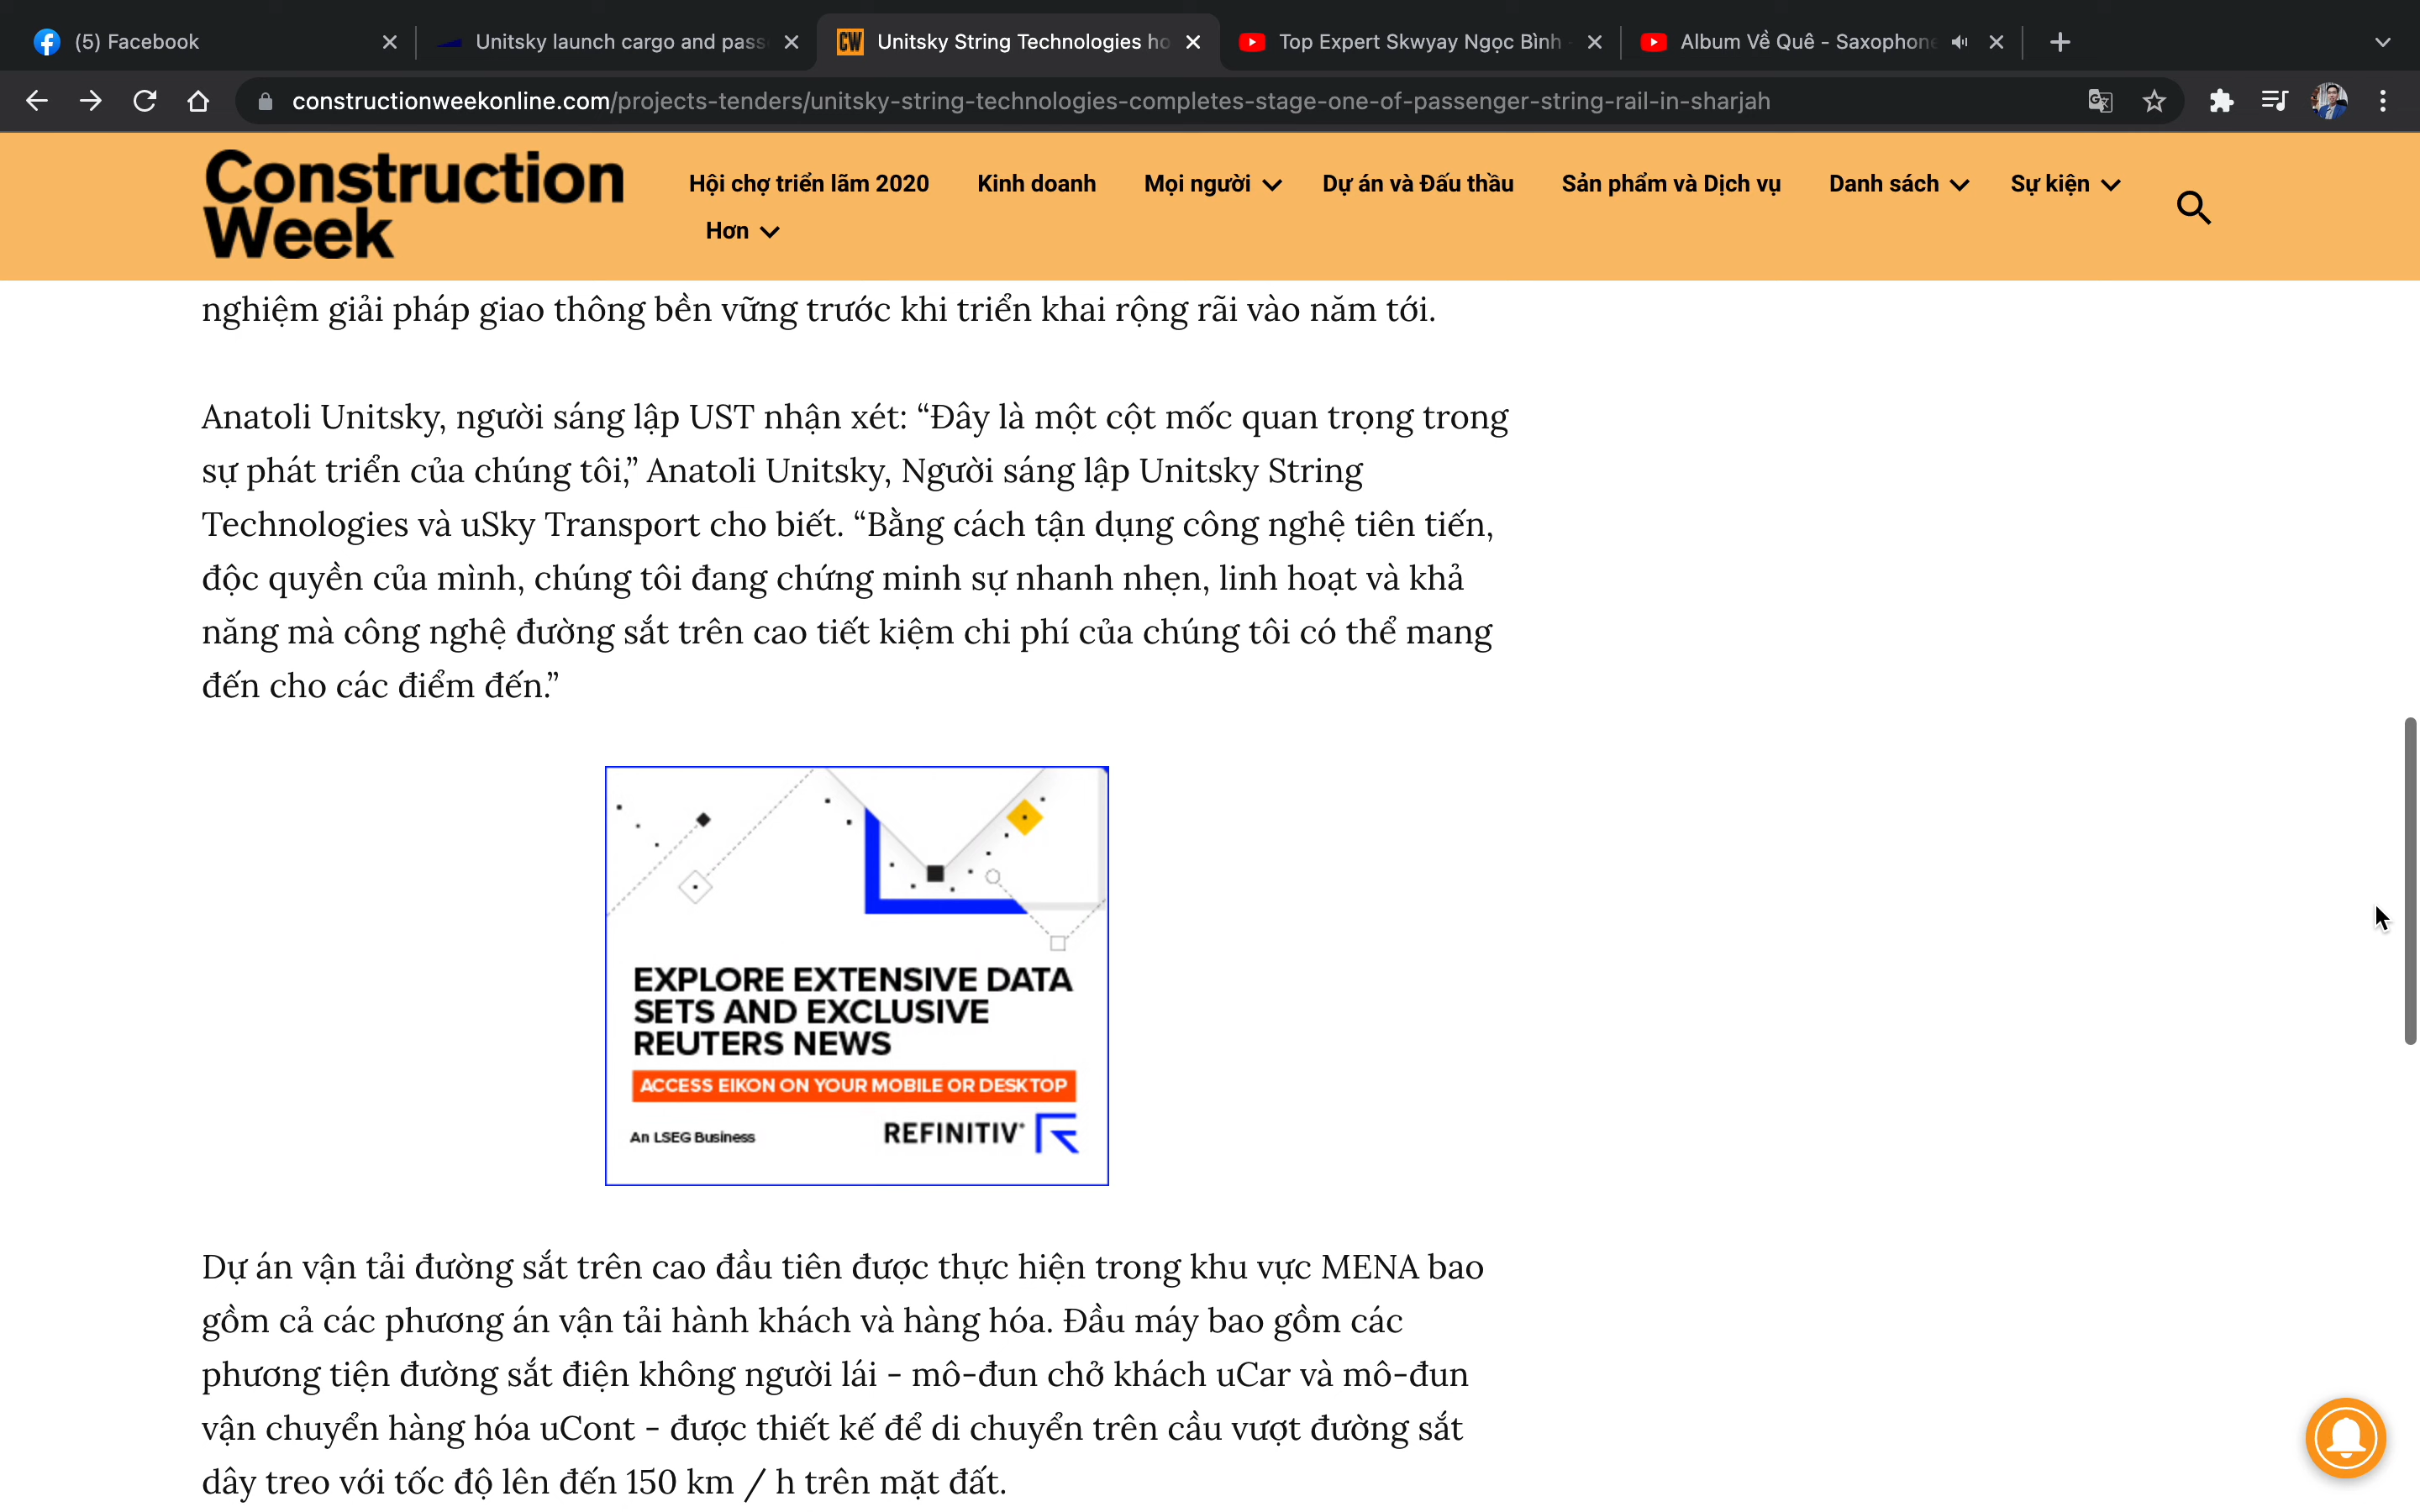 (5) Facebook
Unitsky launch cargo and pass
Unitsky String Technologies ho
Top Expert Skwyay Ngọc Bình
Album Về Quê - Saxophone
constructionweekonline.com/projects-tenders/unitsky-string-technologies-completes-stage-one-of-passenger-string-rail-in-sharjah
Construction
Week
Hội chợ triển lãm 2020
Kinh doanh
Mọi người
Dự án và Đấu thầu
Sản phẩm và Dịch vụ
Danh sách
Sự kiện
Hơn
nghiệm giải pháp giao thông bền vững trước khi triển khai rộng rãi vào năm tới.
Anatoli Unitsky, người sáng lập UST nhận xét: “Đây là một cột mốc quan trọng trong
sự phát triển của chúng tôi,” Anatoli Unitsky, Người sáng lập Unitsky String
Technologies và uSky Transport cho biết. “Bằng cách tận dụng công nghệ tiên tiến,
độc quyền của mình, chúng tôi đang chứng minh sự nhanh nhẹn, linh hoạt và khả
năng mà công nghệ đường sắt trên cao tiết kiệm chi phí của chúng tôi có thể mang
đến cho các điểm đến.”
EXPLORE EXTENSIVE DATA
SETS AND EXCLUSIVE
REUTERS NEWS
ACCESS EIKON ON YOUR MOBILE OR DESKTOP
An LSEG Business
REFINITIV
Dự án vận tải đường sắt trên cao đầu tiên được thực hiện trong khu vực MENA bao
gồm cả các phương án vận tải hành khách và hàng hóa. Đầu máy bao gồm các
phương tiện đường sắt điện không người lái - mô-đun chở khách uCar và mô-đun
vận chuyển hàng hóa uCont - được thiết kế để di chuyển trên cầu vượt đường sắt
dây treo với tốc độ lên đến 150 km / h trên mặt đất.